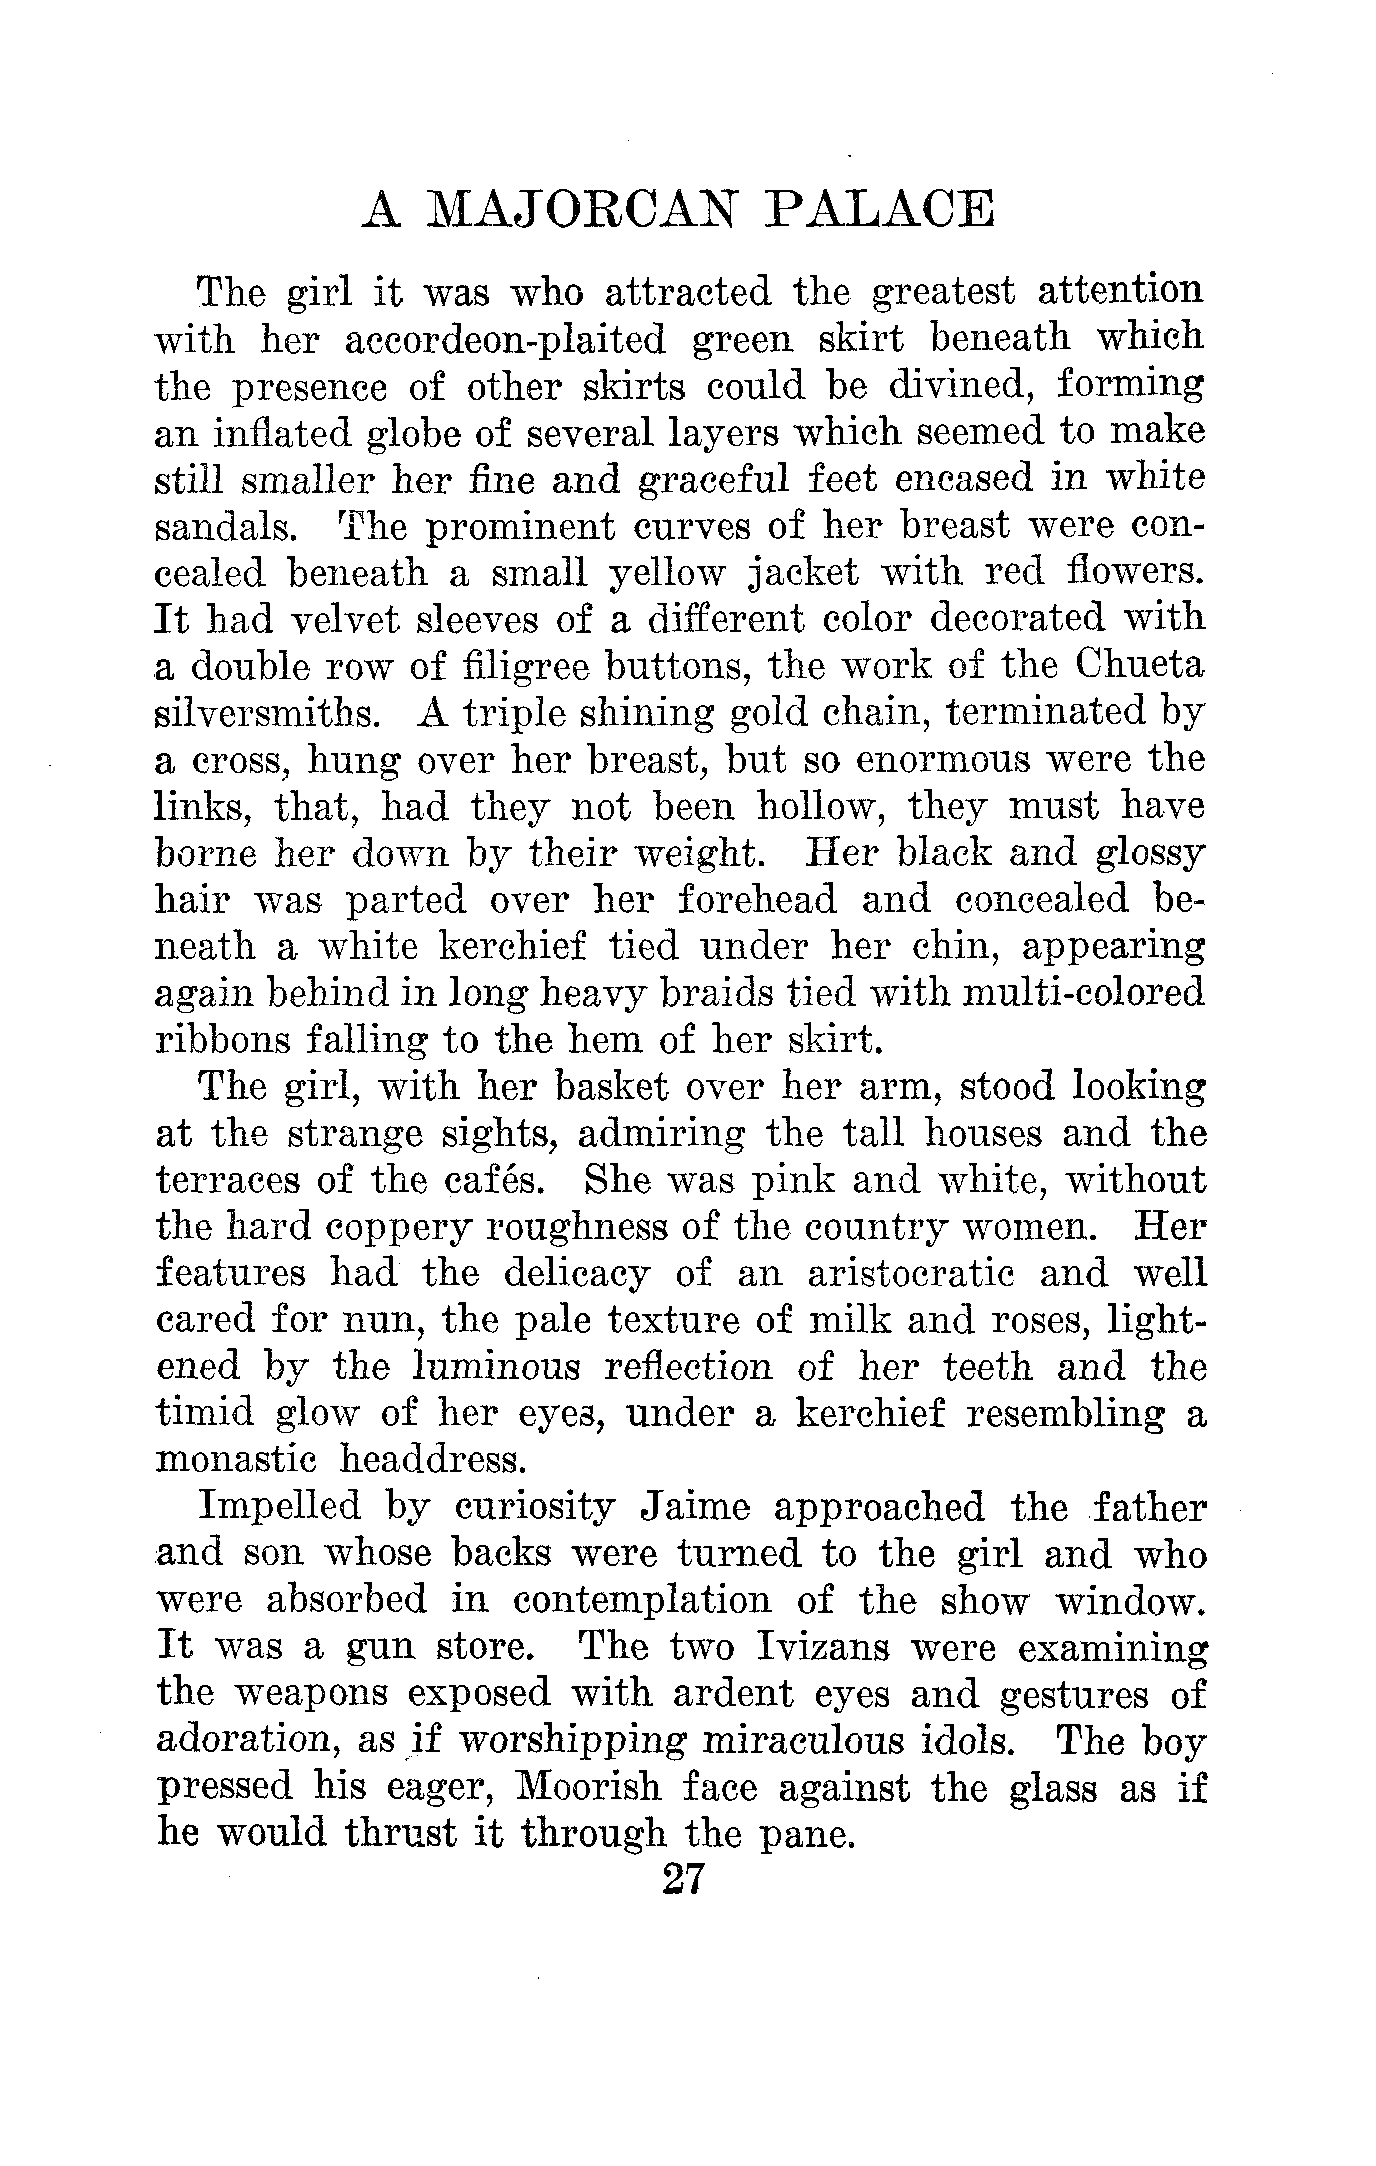 A MAJORCAN PALACE
The girl it was who attracted the greatest attention
with her accordeon-plaited green skirt beneath which
the presence of other skirts could be divined, forming
an inflated globe of several layers which seemed to make
still smaller her fine and graceful feet encased in white
sandals. The prominent curves of her breast were con-
cealed beneath a small yellow jacket with red flowers.
It had velvet sleeves of a different color decorated with
a double row of filigree buttons, the work of the Chueta
silversmiths. A triple shining gold chain, terminated by
a cross, hung over her breast, but so enormous were the
links, that, had they not been hollow, they must have
borne her down by their weight. Her black and glossy
hair was parted over her forehead and concealed be-
neath a white kerchief tied under her chin, appearing
again behind in long heavy braids tied with multi-colored
ribbons falling to the hem of her skirt.
The girl, with her basket over her arm, stood looking
at the strange sights, admiring the tall houses and the
terraces of the cafés. She was pink and white, without
the hard coppery roughness of the country women. Her
features had the delicacy of an aristocratic and well
cared for nun, the pale texture of milk and roses, light-
ened by the luminous reflection of her teeth and the
timid glow of her eyes, under a kerchief resembling a
monastic headdress.
Impelled by curiosity Jaime approached the father
and son whose backs were turned to the girl and who
were absorbed in contemplation of the show window.
It was a gun store. The two Ivizans were examining
the weapons exposed with ardent eyes and gestures of
adoration, as if worshipping miraculous idols. The boy
pressed his eager, Moorish face against the glass as if
he would thrust it through the pane.
27